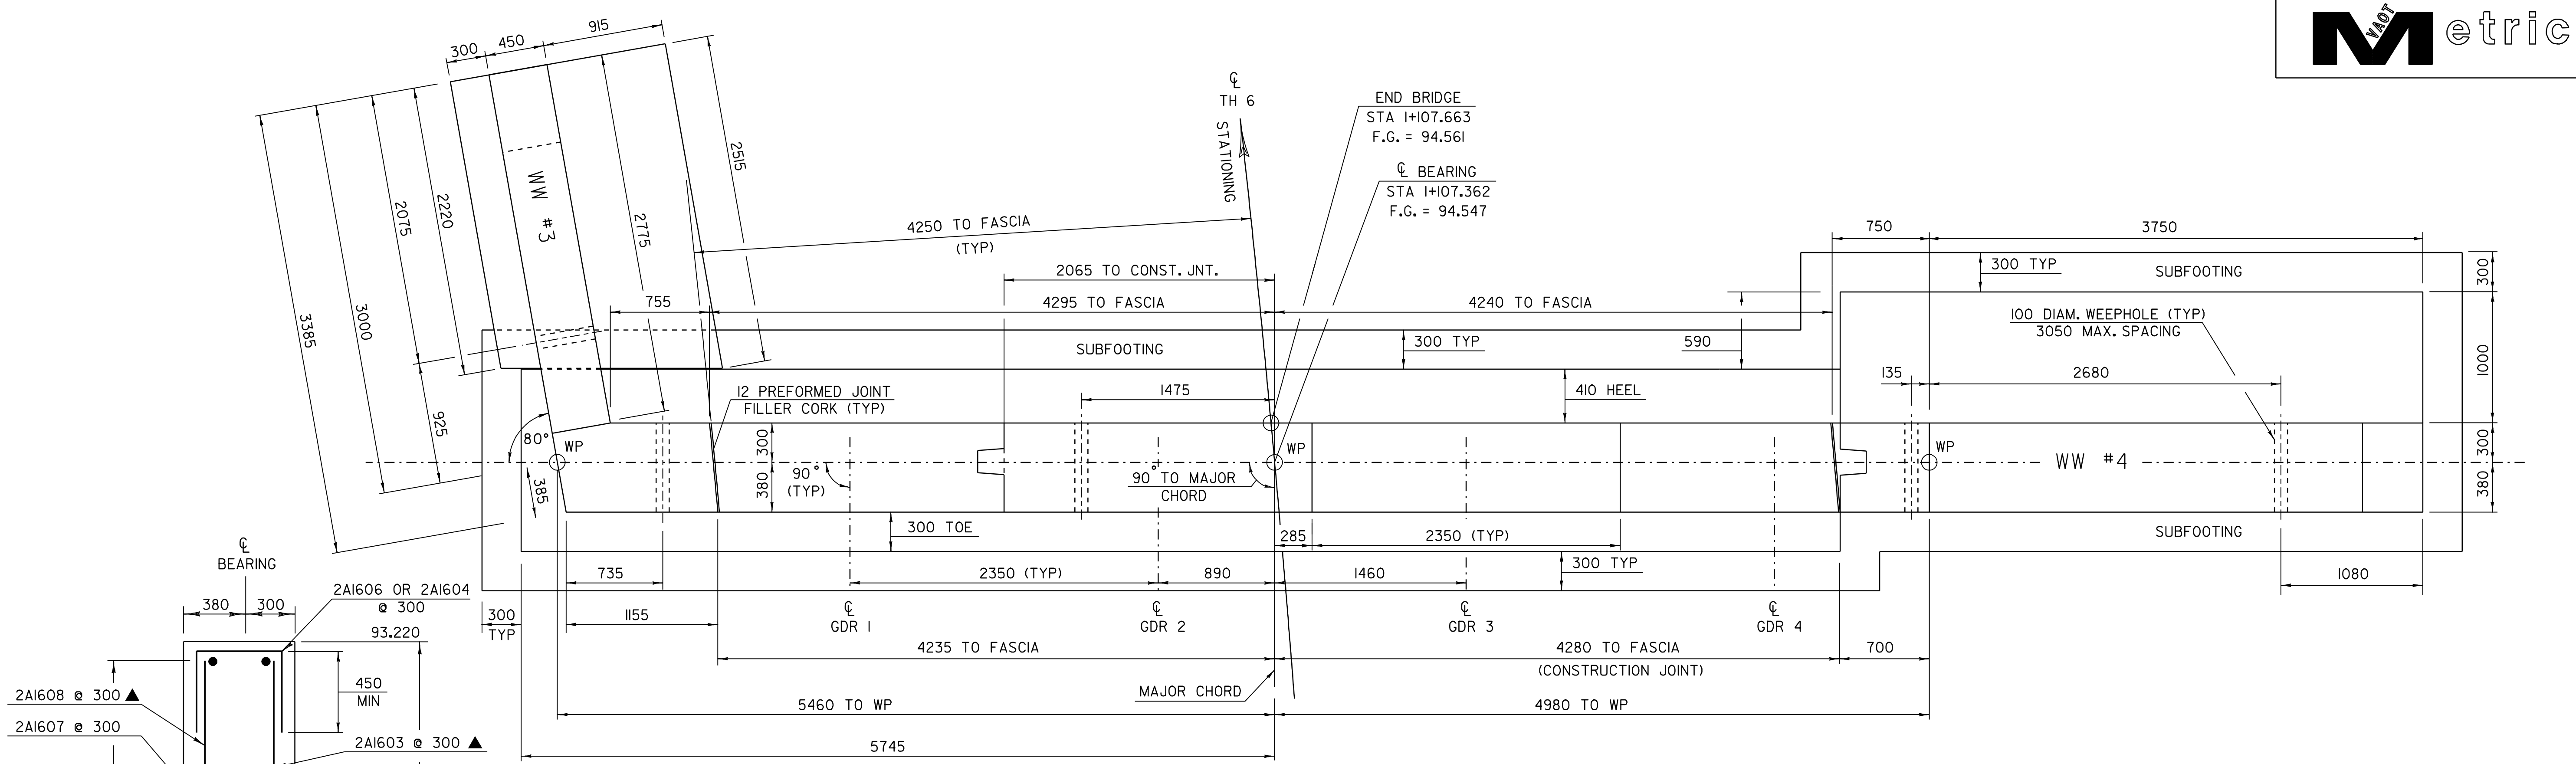 VAOT
Metric
300
450
915
2515
2775
WW #3
2220
2075
3000
3385
925
385
80°
WP
755
4250 TO FASCIA
(TYP)
℄
TH 6
STATIONING
END BRIDGE
STA 1+107.663
F.G. = 94.561
℄ BEARING
STA 1+107.362
F.G. = 94.547
2065 TO CONST. JNT.
4295 TO FASCIA
4240 TO FASCIA
750
3750
300 TYP
SUBFOOTING
300
1000
300
380
SUBFOOTING
300 TYP
590
100 DIAM. WEEPHOLE (TYP)
3050 MAX. SPACING
12 PREFORMED JOINT
FILLER CORK (TYP)
1475
410 HEEL
135
2680
300
380
90°
(TYP)
90° TO MAJOR
CHORD
WP
WP
WW #4
300 TOE
285
2350 (TYP)
SUBFOOTING
735
2350 (TYP)
890
1460
300 TYP
1080
300
TYP
1155
℄
GDR 1
℄
GDR 2
℄
GDR 3
℄
GDR 4
4235 TO FASCIA
4280 TO FASCIA
(CONSTRUCTION JOINT)
700
MAJOR CHORD
5460 TO WP
4980 TO WP
5745
℄
BEARING
380
300
2A1606 OR 2A1604
@ 300
93.220
450
MIN
2A1608 @ 300 ▲
2A1607 @ 300
2A1603 @ 300 ▲